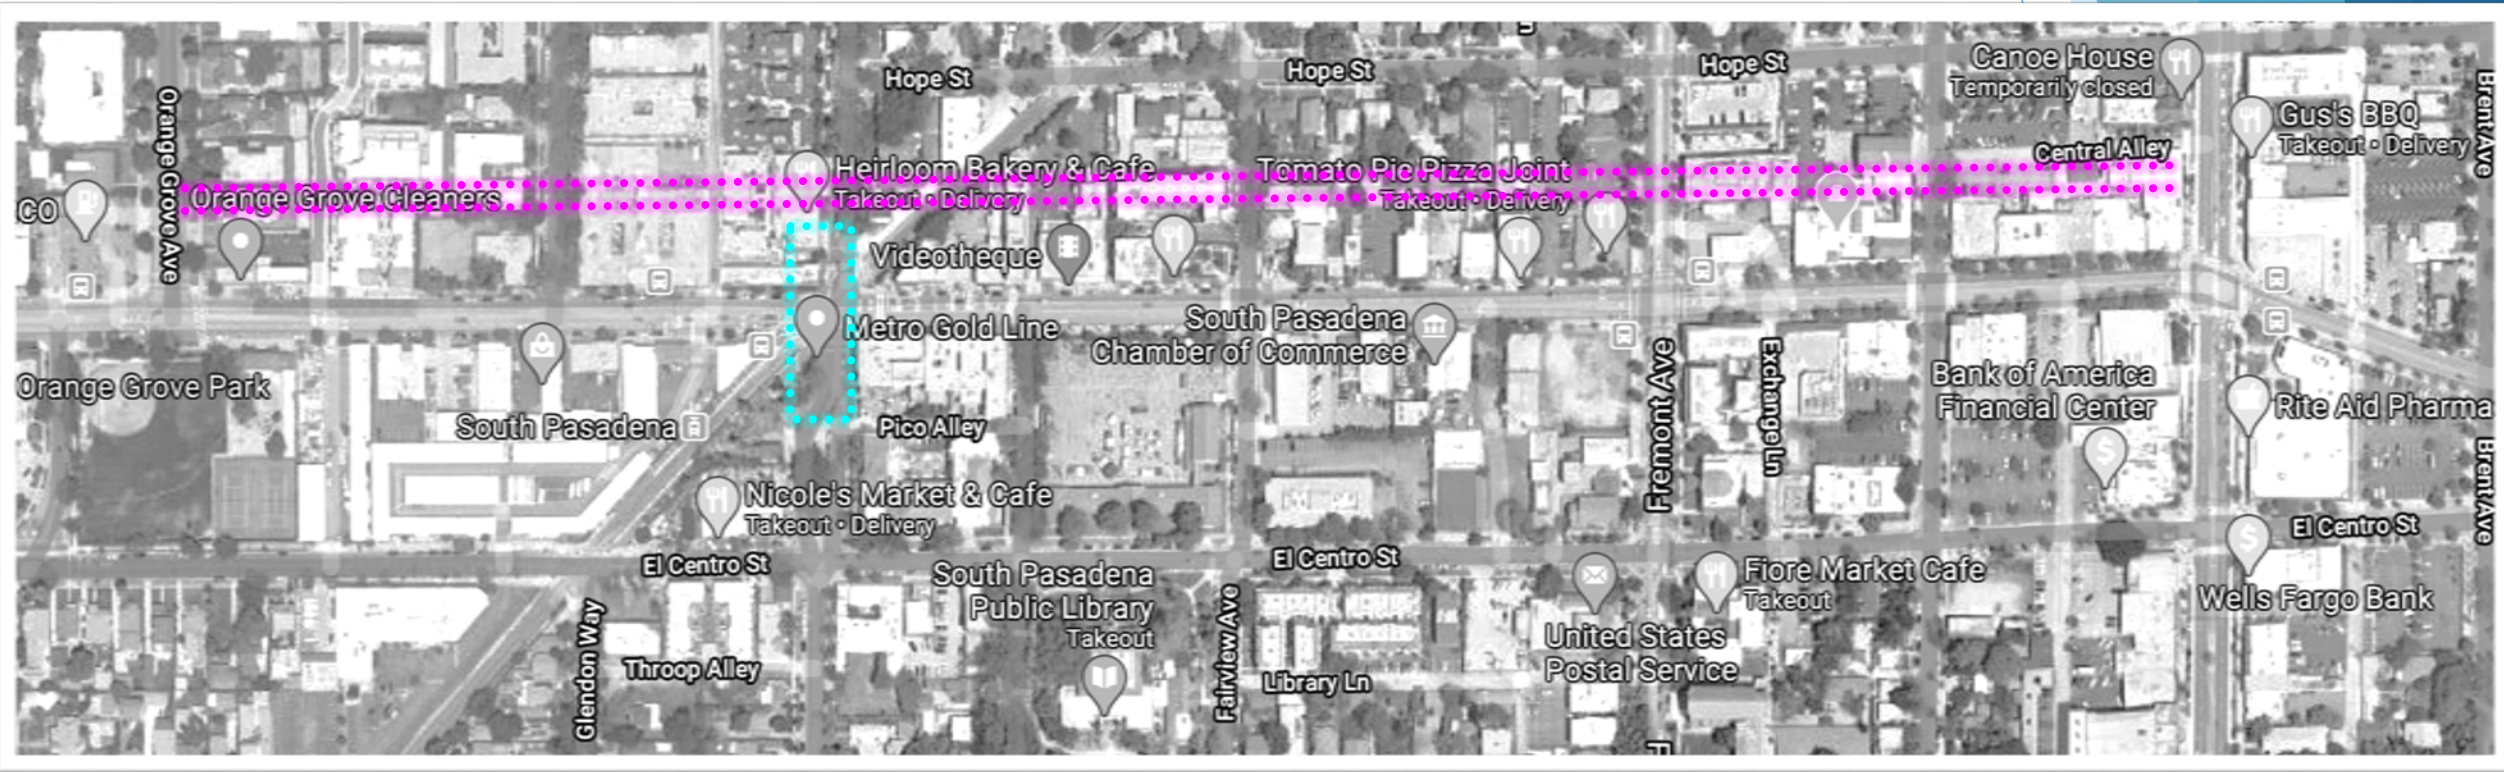 Hope St
Hope St
Hope St
Canoe House
Temporarily closed
Orange Grove Ave
Brent Ave
Gus's BBQ
Takeout • Delivery
Central Alley
Heirloom Bakery & Cafe
Takeout • Delivery
Tomato Pie Pizza Joint
Takeout • Delivery
CO
Orange Grove Cleaners
Videotheque
Metro Gold Line
South Pasadena
Chamber of Commerce
Fremont Ave
Exchange Ln
Bank of America
Financial Center
Orange Grove Park
Rite Aid Pharma
South Pasadena
Pico Alley
Brent Ave
Nicole's Market & Cafe
Takeout • Delivery
El Centro St
El Centro St
El Centro St
South Pasadena
Public Library
Takeout
Fiore Market Cafe
Takeout
Wells Fargo Bank
Glendon Way
Throop Alley
Fairview Ave
Library Ln
United States
Postal Service